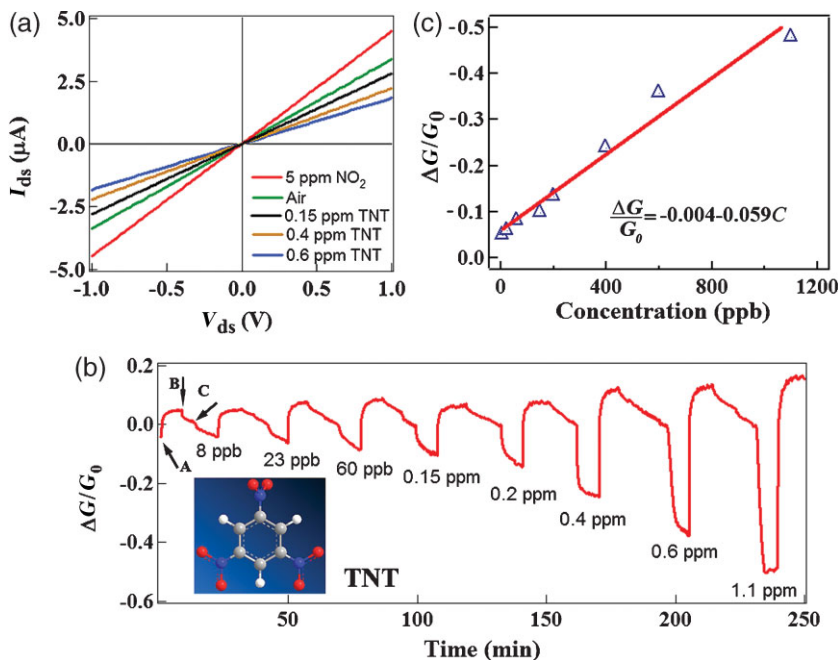 (a)
5.0
2.5
0.0
-2.5
-5.0
I_ds (μA)
5 ppm NO₂
Air
0.15 ppm TNT
0.4 ppm TNT
0.6 ppm TNT
-1.0 -0.5 0.0 0.5 1.0
V_ds (V)
(c)
-0.5
-0.4
-0.3
-0.2
-0.1
0.0
ΔG/G₀
ΔG/G₀ = -0.004-0.059C
0 400 800 1200
Concentration (ppb)
(b)
0.2
0.0
-0.2
-0.4
-0.6
ΔG/G₀
B
C
A
8 ppb
23 ppb
60 ppb
0.15 ppm
0.2 ppm
0.4 ppm
0.6 ppm
1.1 ppm
TNT
50 100 150 200 250
Time (min)